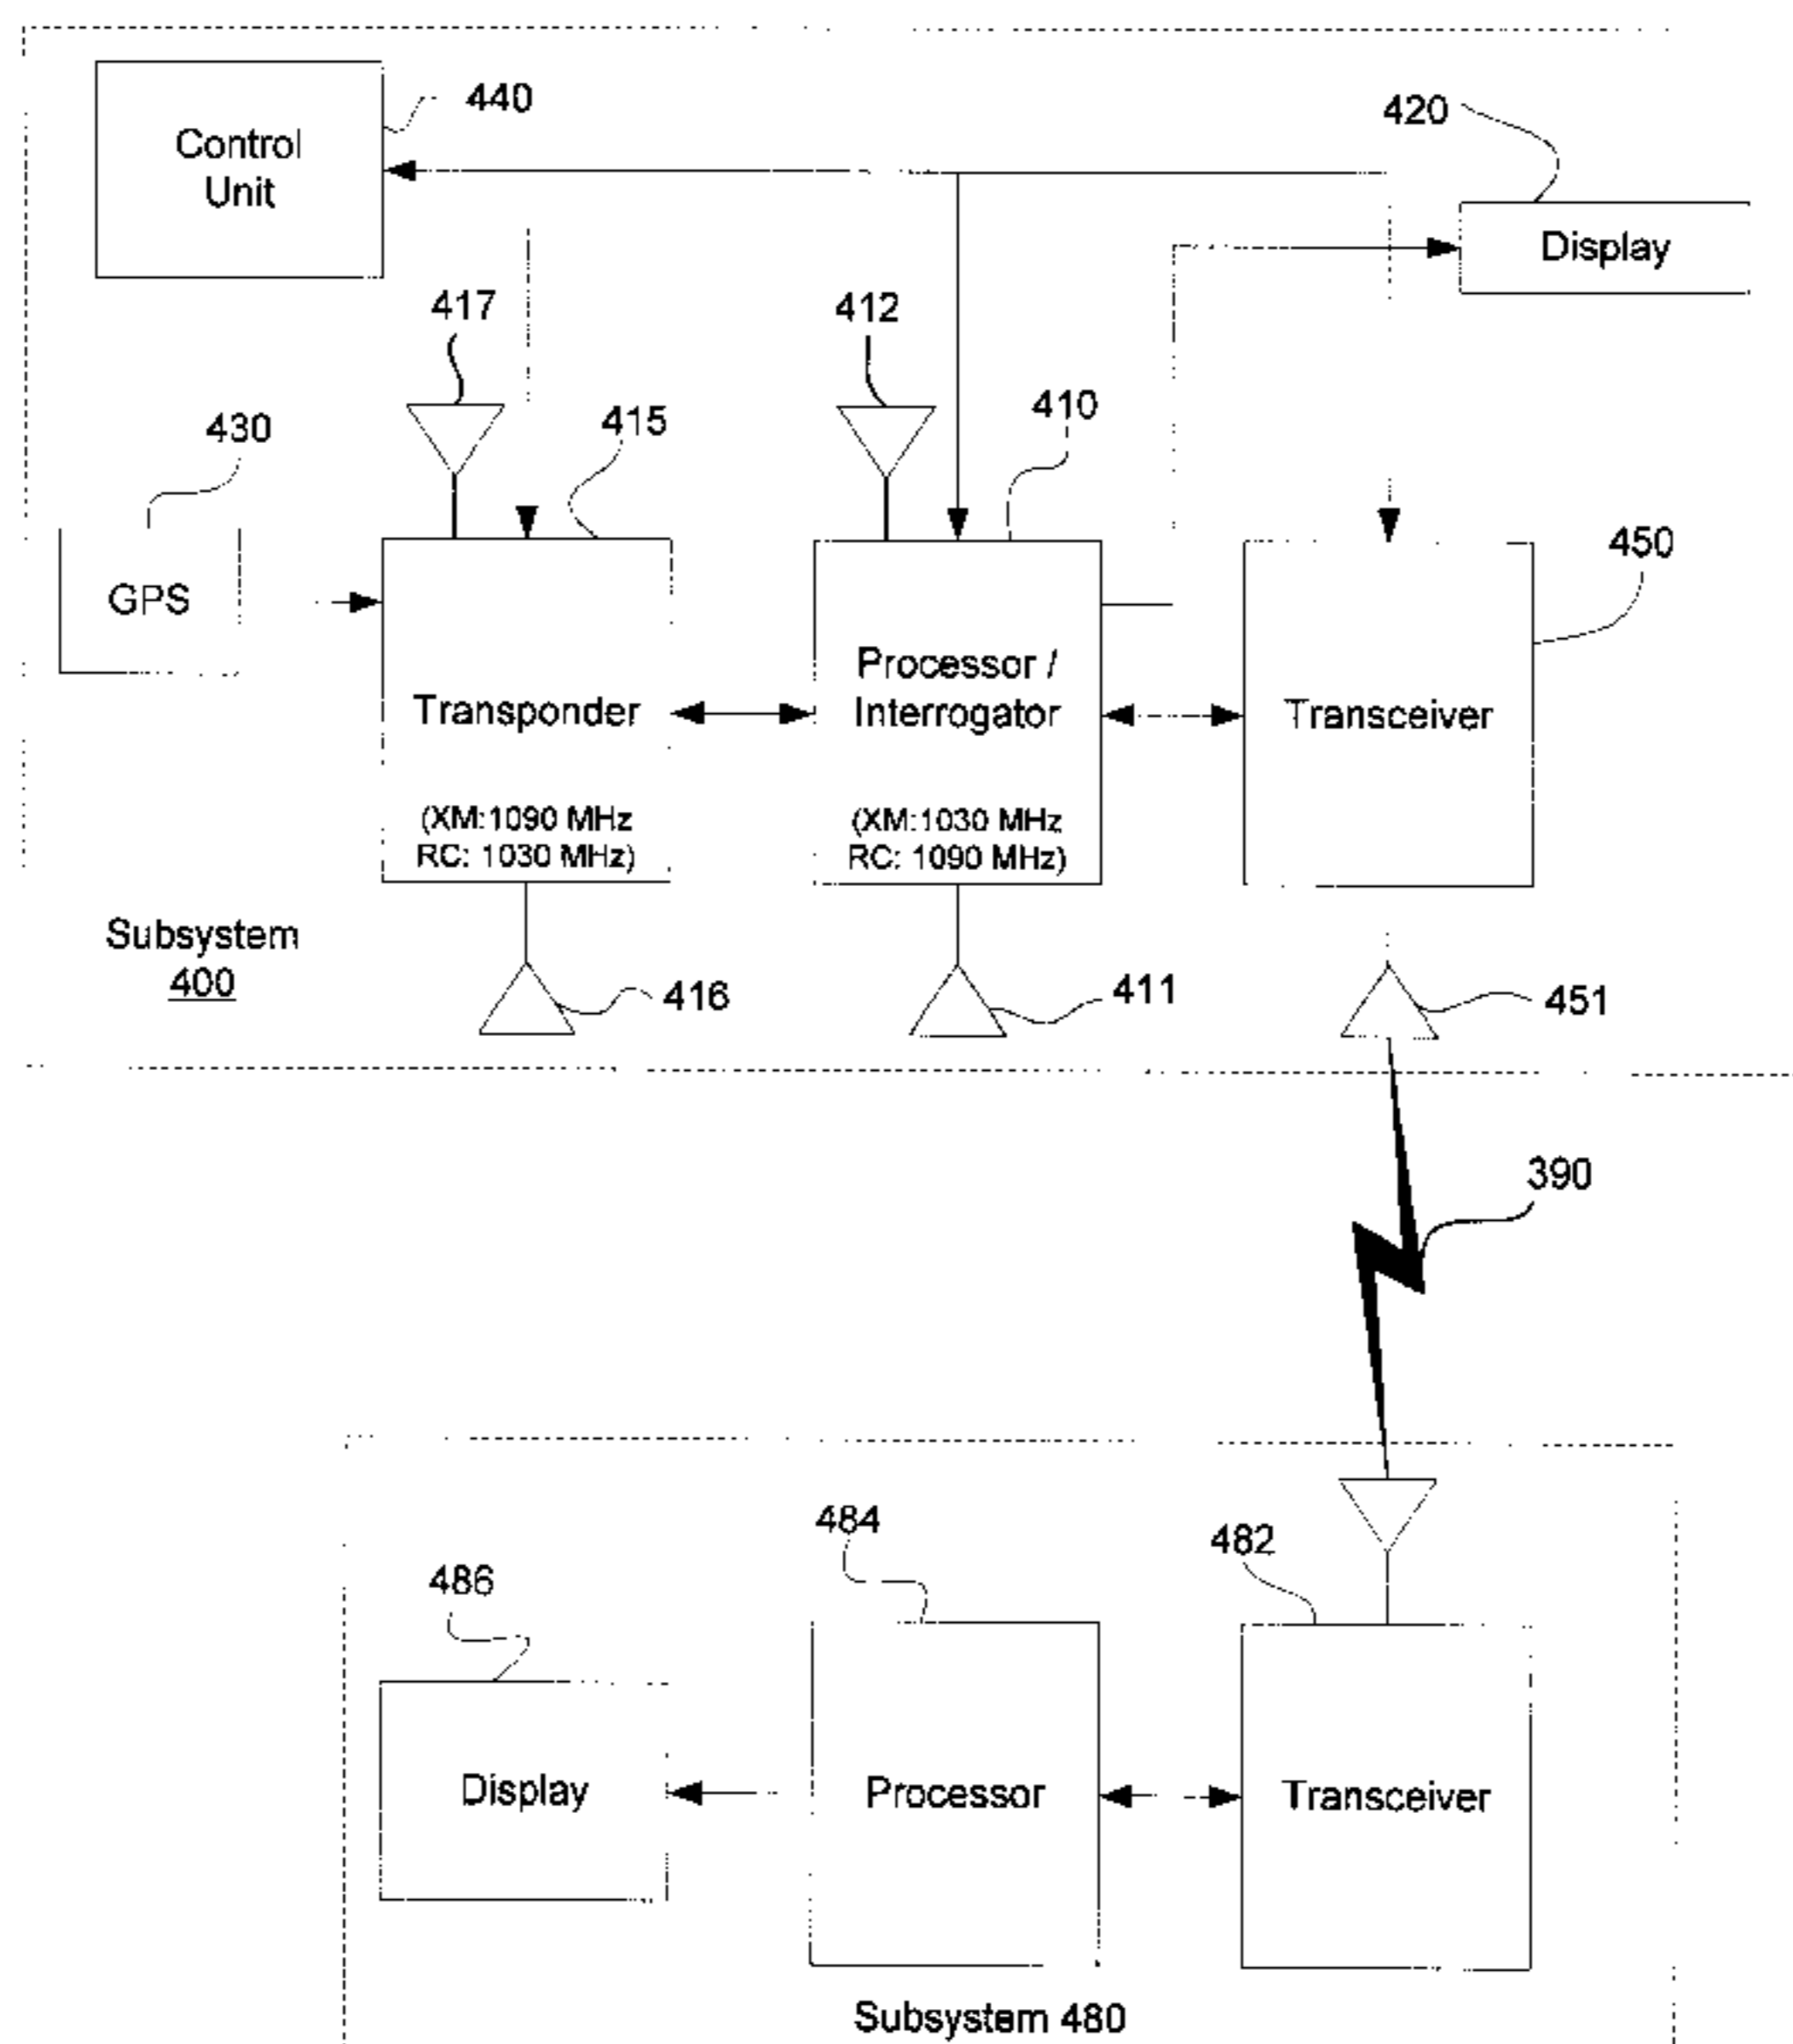 440
Control
Unit
420
Display
417
412
430
415
410
450
GPS
Processor /
Interrogator
Transponder
Transceiver
(XM:1090 MHz
RC: 1030 MHz)
(XM:1030 MHz
RC: 1090 MHz)
Subsystem
400
416
411
451
390
484
482
486
Display
Processor
Transceiver
Subsystem 480